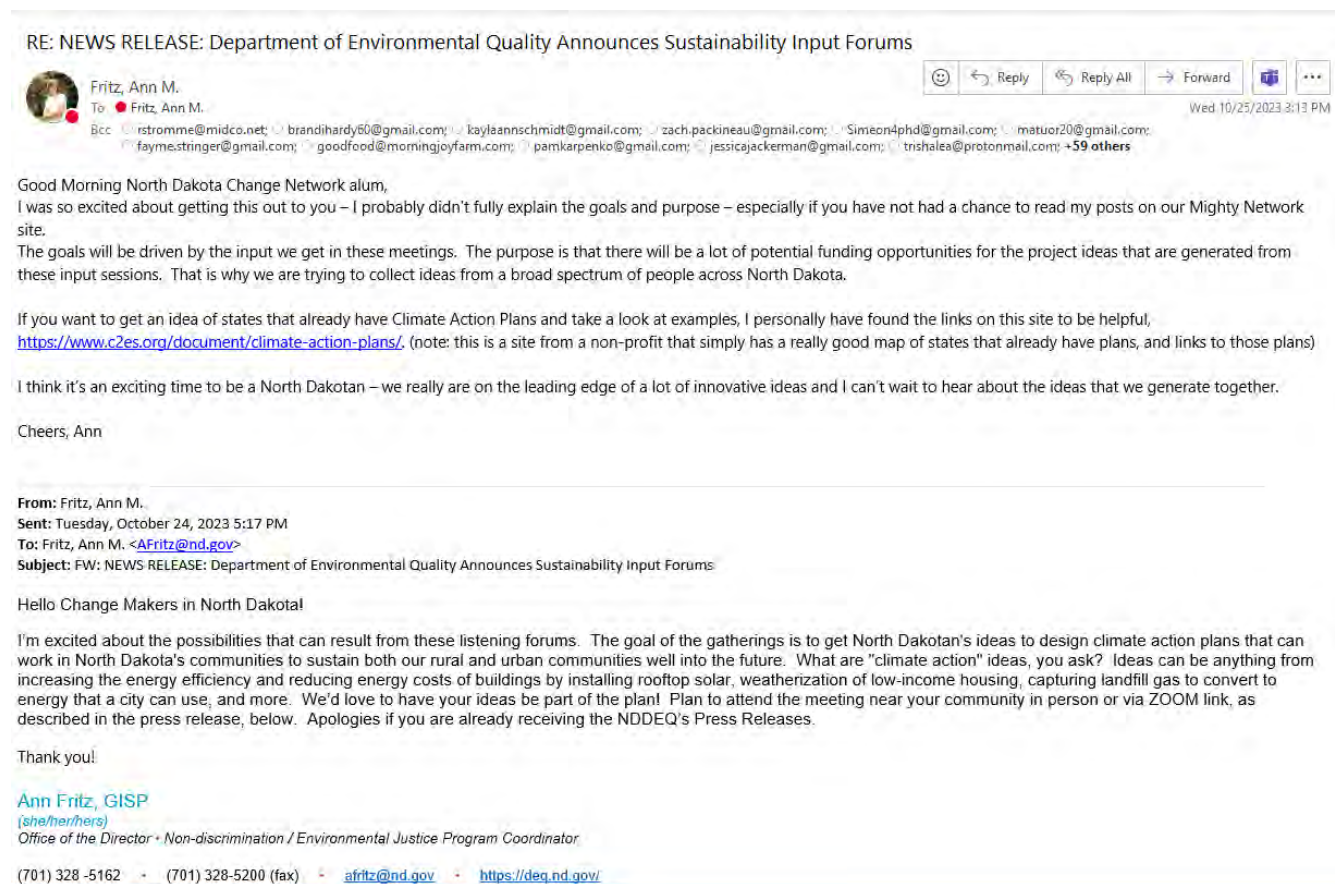 RE: NEWS RELEASE: Department of Environmental Quality Announces Sustainability Input Forums
Fritz, Ann M.
To Fritz, Ann M.
Reply
Reply All
Forward
Wed 10/25/2023 3:13 PM
Bcc rstromme@midco.net; brandihardy60@gmail.com; kaylaannschmidt@gmail.com; zach.packineau@gmail.com; Simeon4phd@gmail.com; matuor20@gmail.com;
fayme.stringer@gmail.com; goodfood@morningjoyfarm.com; pamkarpenko@gmail.com; jessicajackerman@gmail.com; trishalea@protonmail.com; +59 others
Good Morning North Dakota Change Network alum,
I was so excited about getting this out to you – I probably didn't fully explain the goals and purpose – especially if you have not had a chance to read my posts on our Mighty Network
site.
The goals will be driven by the input we get in these meetings. The purpose is that there will be a lot of potential funding opportunities for the project ideas that are generated from
these input sessions. That is why we are trying to collect ideas from a broad spectrum of people across North Dakota.
If you want to get an idea of states that already have Climate Action Plans and take a look at examples, I personally have found the links on this site to be helpful,
https://www.c2es.org/document/climate-action-plans/. (note: this is a site from a non-profit that simply has a really good map of states that already have plans, and links to those plans)
I think it's an exciting time to be a North Dakotan – we really are on the leading edge of a lot of innovative ideas and I can't wait to hear about the ideas that we generate together.
Cheers, Ann
From: Fritz, Ann M.
Sent: Tuesday, October 24, 2023 5:17 PM
To: Fritz, Ann M. <AFritz@nd.gov>
Subject: FW: NEWS RELEASE: Department of Environmental Quality Announces Sustainability Input Forums
Hello Change Makers in North Dakota!
I'm excited about the possibilities that can result from these listening forums. The goal of the gatherings is to get North Dakotan's ideas to design climate action plans that can
work in North Dakota's communities to sustain both our rural and urban communities well into the future. What are "climate action" ideas, you ask? Ideas can be anything from
increasing the energy efficiency and reducing energy costs of buildings by installing rooftop solar, weatherization of low-income housing, capturing landfill gas to convert to
energy that a city can use, and more. We'd love to have your ideas be part of the plan! Plan to attend the meeting near your community in person or via ZOOM link, as
described in the press release, below. Apologies if you are already receiving the NDDEQ's Press Releases.
Thank you!
Ann Fritz, GISP
(she/her/hers)
Office of the Director • Non-discrimination / Environmental Justice Program Coordinator
(701) 328 -5162 • (701) 328-5200 (fax) • afritz@nd.gov • https://deq.nd.gov/